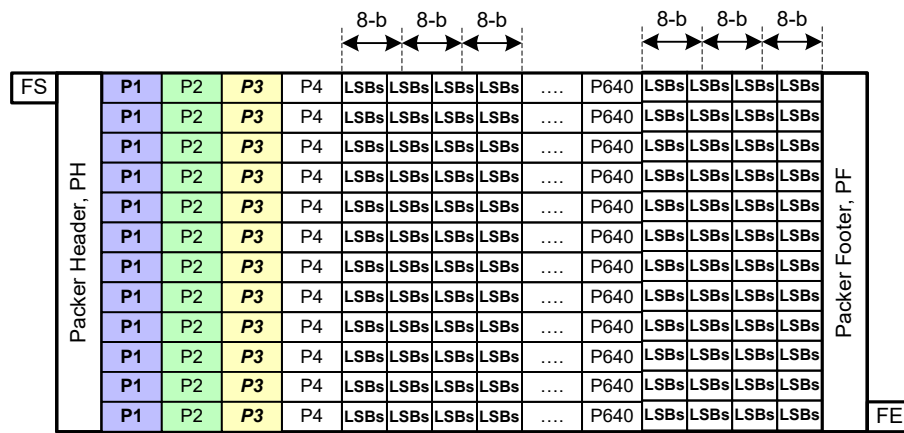 8-b 8-b 8-b 8-b 8-b 8-b
FS P1 P2 P3 P4 LSBs LSBs LSBs LSBs .... P640 LSBs LSBs LSBs LSBs
P1 P2 P3 P4 LSBs LSBs LSBs LSBs .... P640 LSBs LSBs LSBs LSBs
P1 P2 P3 P4 LSBs LSBs LSBs LSBs .... P640 LSBs LSBs LSBs LSBs
P1 P2 P3 P4 LSBs LSBs LSBs LSBs .... P640 LSBs LSBs LSBs LSBs
P1 P2 P3 P4 LSBs LSBs LSBs LSBs .... P640 LSBs LSBs LSBs LSBs
P1 P2 P3 P4 LSBs LSBs LSBs LSBs .... P640 LSBs LSBs LSBs LSBs
P1 P2 P3 P4 LSBs LSBs LSBs LSBs .... P640 LSBs LSBs LSBs LSBs
P1 P2 P3 P4 LSBs LSBs LSBs LSBs .... P640 LSBs LSBs LSBs LSBs
P1 P2 P3 P4 LSBs LSBs LSBs LSBs .... P640 LSBs LSBs LSBs LSBs
P1 P2 P3 P4 LSBs LSBs LSBs LSBs .... P640 LSBs LSBs LSBs LSBs
P1 P2 P3 P4 LSBs LSBs LSBs LSBs .... P640 LSBs LSBs LSBs LSBs
P1 P2 P3 P4 LSBs LSBs LSBs LSBs .... P640 LSBs LSBs LSBs LSBs FE
Packer Header, PH
Packer Footer, PF